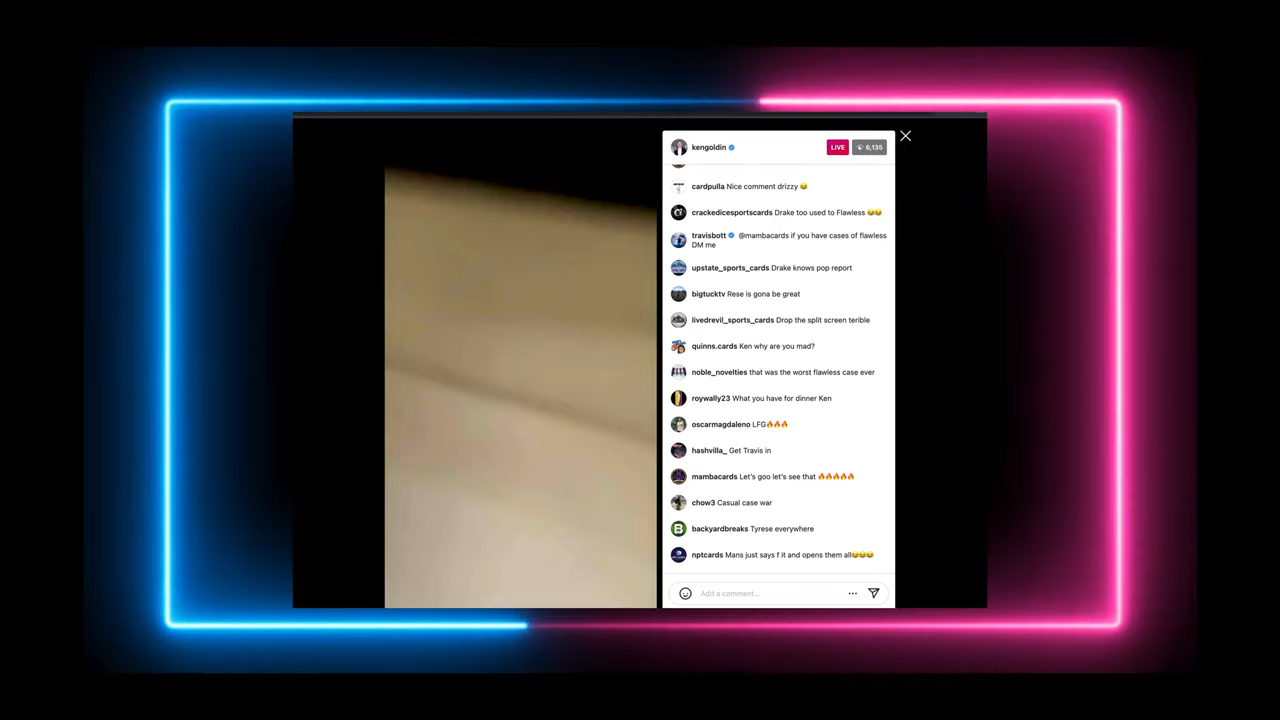 kengoldin
LIVE
6,135
cardpulla Nice comment drizzy 😂
crackedicesportscards Drake too used to Flawless 😂😂
travisbott @mambacards if you have cases of flawless
DM me
upstate_sports_cards Drake knows pop report
bigtucktv Rese is gona be great
livedrevil_sports_cards Drop the split screen terible
quinns.cards Ken why are you mad?
noble_novelties that was the worst flawless case ever
roywally23 What you have for dinner Ken
oscarmagdaleno LFG🔥🔥🔥
hashvilla_ Get Travis in
mambacards Let's goo let's see that 🔥🔥🔥🔥🔥
chow3 Casual case war
backyardbreaks Tyrese everywhere
nptcards Mans just says f it and opens them all😂😂😂
Add a comment...